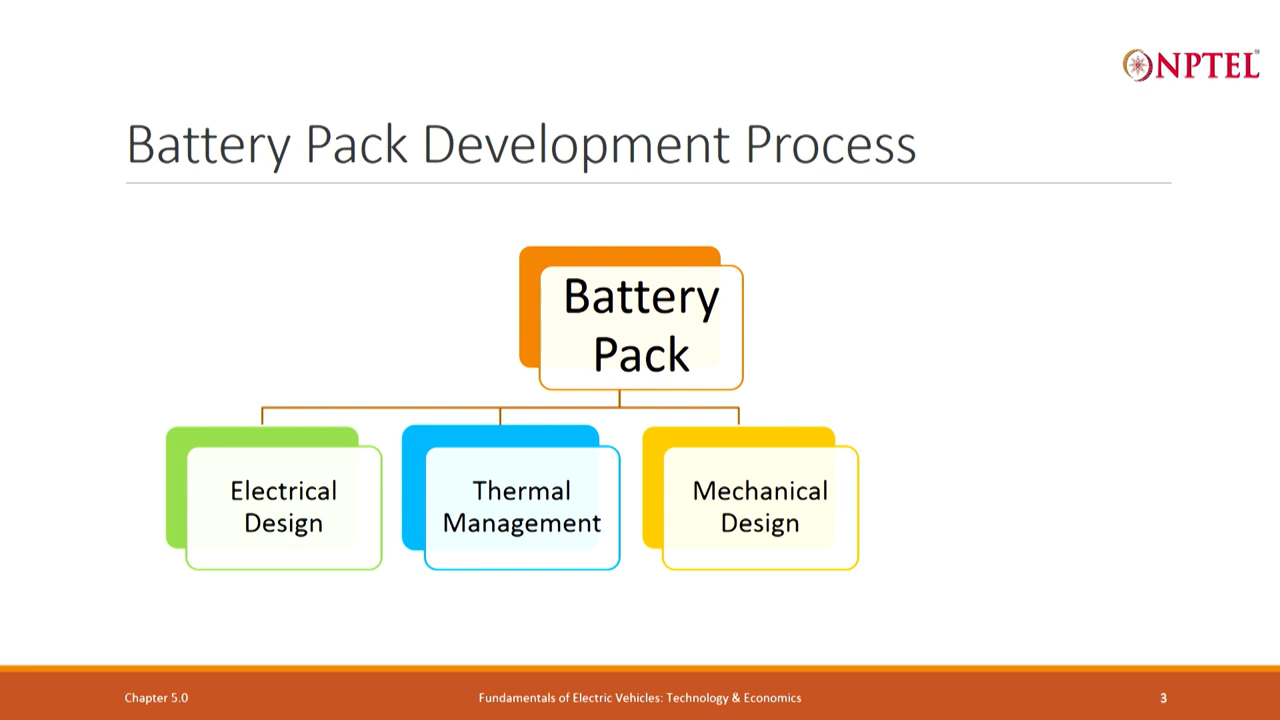 NPTEL
Battery Pack Development Process
Battery
Pack
Electrical
Design
Thermal
Management
Mechanical
Design
Chapter 5.0
Fundamentals of Electric Vehicles: Technology & Economics
3